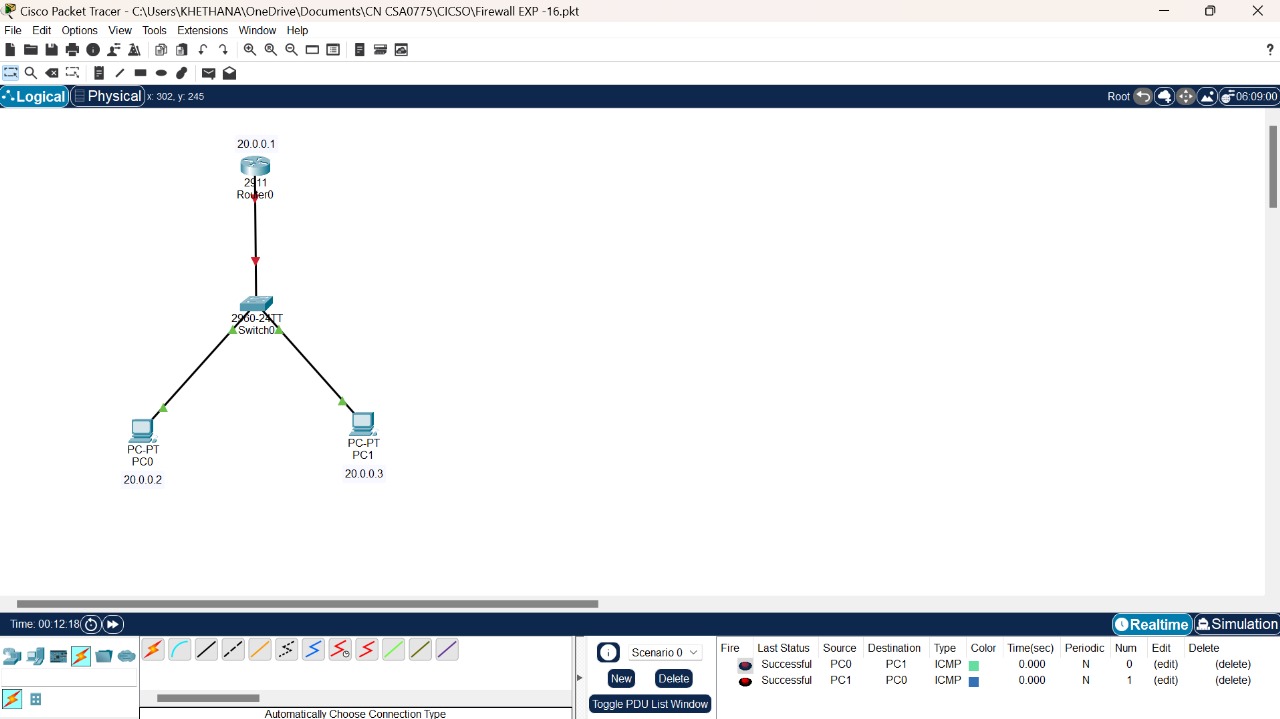 Cisco Packet Tracer - C:\Users\KHETHANA\OneDrive\Documents\CN CSA0775\CICSO\Firewall EXP -16.pkt
File Edit Options View Tools Extensions Window Help
?
Logical Physical x: 302, y: 245 Root 06:09:00
20.0.0.1
2911
Router0
2960-24TT
Switch0
PC-PT
PC0
20.0.0.2
PC-PT
PC1
20.0.0.3
Time: 00:12:18 Realtime Simulation
Automatically Choose Connection Type
Scenario 0
New Delete
Toggle PDU List Window
Fire Last Status Source Destination Type Color Time(sec) Periodic Num Edit Delete
Successful PC0 PC1 ICMP 0.000 N 0 (edit) (delete)
Successful PC1 PC0 ICMP 0.000 N 1 (edit) (delete)